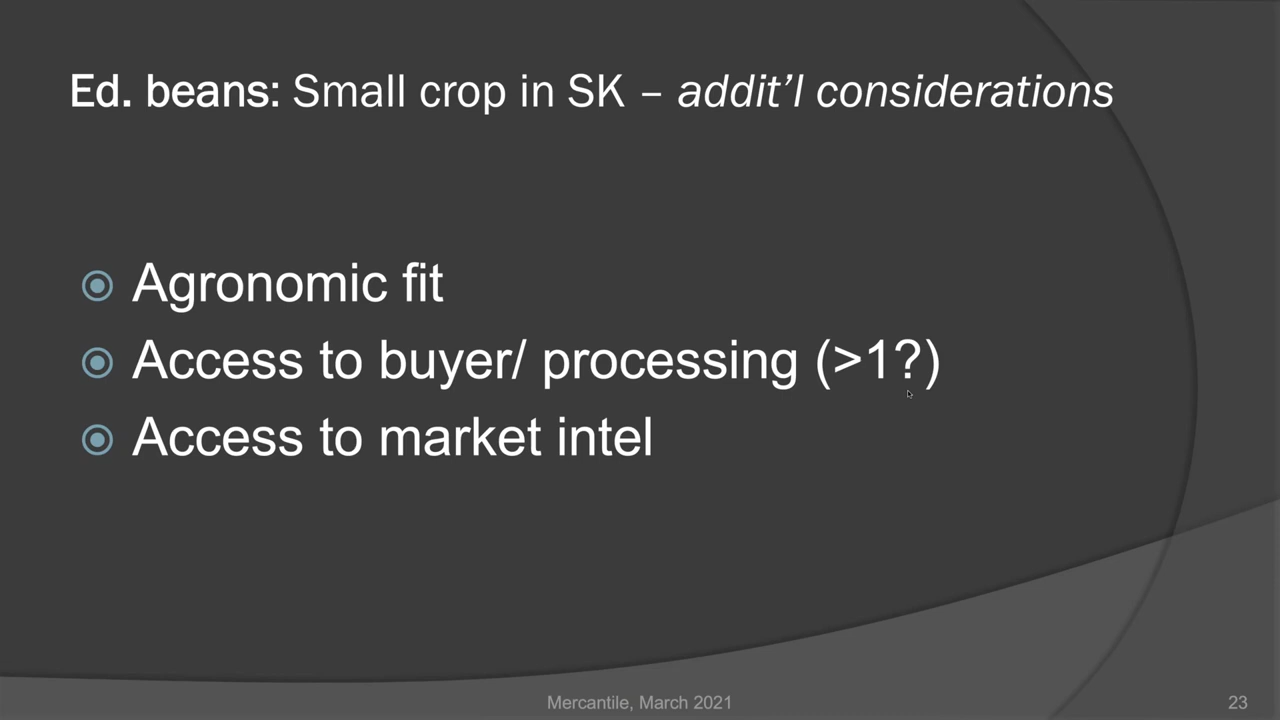 Ed. beans: Small crop in SK – addit’l considerations
Agronomic fit
Access to buyer/ processing (>1?)
Access to market intel
Mercantile, March 2021
23